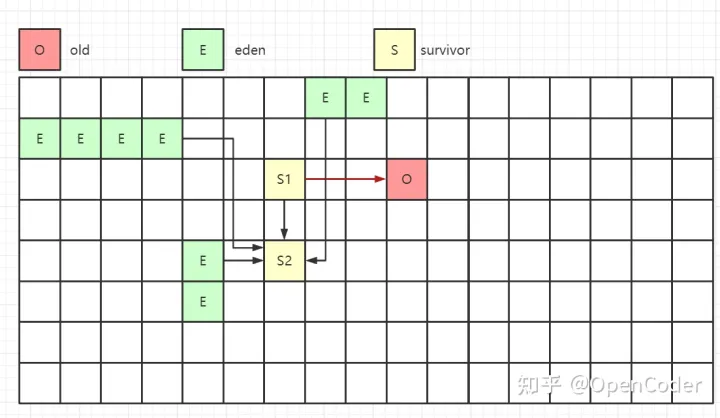 O old E eden S survivor
E E
E E E E
S1 O
E S2
E
知乎 @OpenCoder